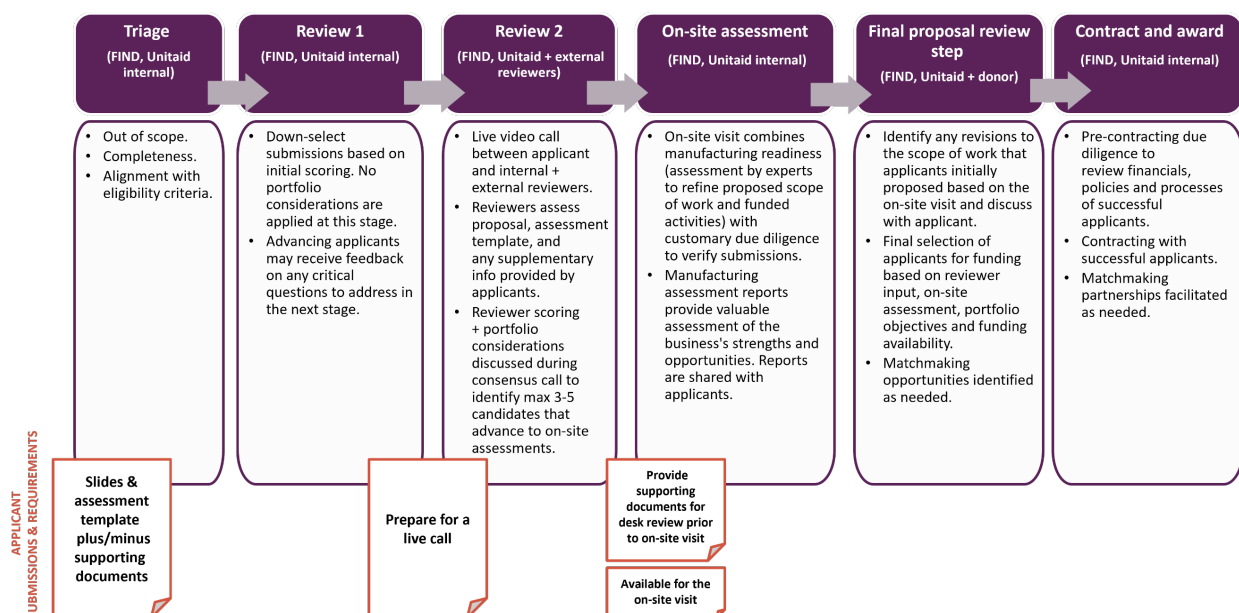 Triage
(FIND, Unitaid
internal)
Review 1
(FIND, Unitaid internal)
Review 2
(FIND, Unitaid + external
reviewers)
On-site assessment
(FIND, Unitaid internal)
Final proposal review
step
(FIND, Unitaid + donor)
Contract and award
(FIND, Unitaid internal)
• Out of scope.
• Completeness.
• Alignment with
eligibility criteria.
• Down-select
submissions based on
initial scoring. No
portfolio
considerations are
applied at this stage.
• Advancing applicants
may receive feedback
on any critical
questions to address in
the next stage.
• Live video call
between applicant
and internal +
external reviewers.
• Reviewers assess
proposal, assessment
template, and
any supplementary
info provided by
applicants.
• Reviewer scoring
+ portfolio
considerations
discussed during
consensus call to
identify max 3-5
candidates that
advance to on-site
assessments.
• On-site visit combines
manufacturing readiness
(assessment by experts
to refine proposed scope
of work and funded
activities) with
customary due diligence
to verify submissions.
• Manufacturing
assessment reports
provide valuable
assessment of the
business's strengths and
opportunities. Reports
are shared with
applicants.
• Identify any revisions to
the scope of work that
applicants initially
proposed based on the
on-site visit and discuss
with applicant.
• Final selection of
applicants for funding
based on reviewer
input, on-site
assessment, portfolio
objectives and funding
availability.
• Matchmaking
opportunities identified
as needed.
• Pre-contracting due
diligence to
review financials,
policies and processes
of successful
applicants.
• Contracting with
successful applicants.
• Matchmaking
partnerships facilitated
as needed.
APPLICANT
UBMISSIONS & REQUIREMENTS
Slides &
assessment
template
plus/minus
supporting
documents
Prepare for a
live call
Provide
supporting
documents for
desk review prior
to on-site visit
Available for the
on-site visit